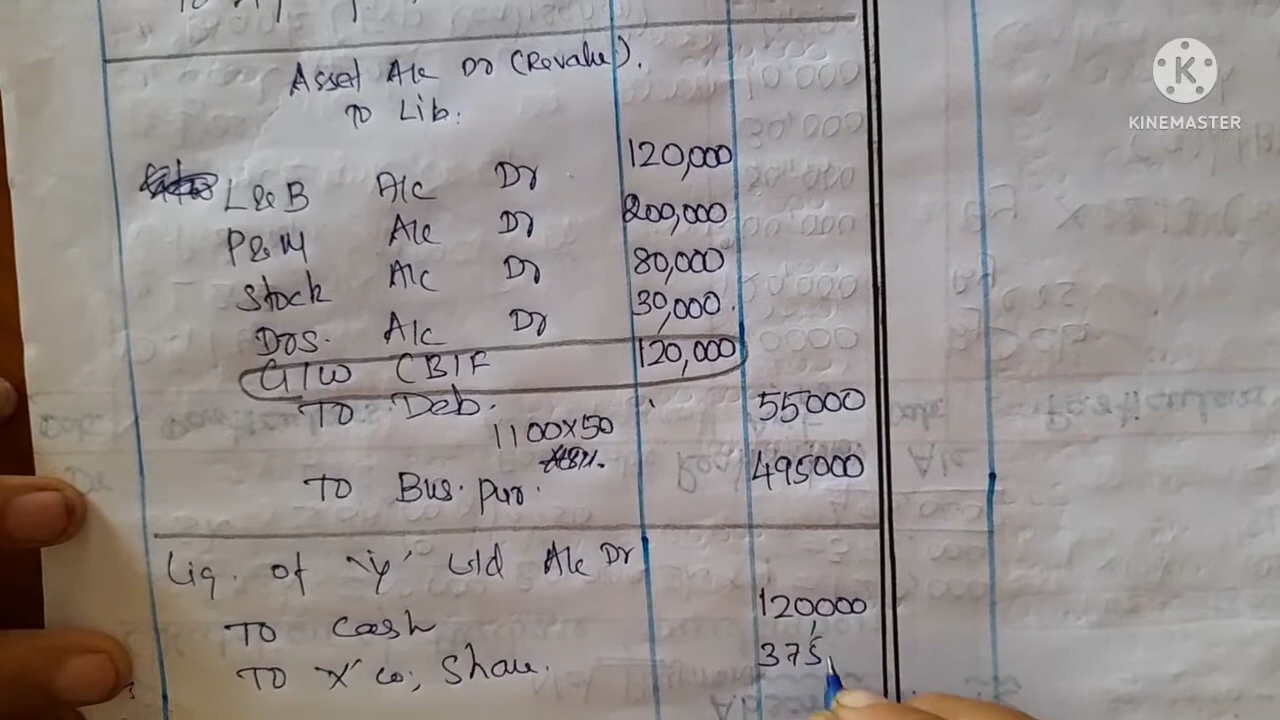 KINEMASTER
Asset A/c Dr (Revalue).
To Lib:
L&B A/c Dr 120,000
P&M A/c Dr 200,000
Stock A/c Dr 80,000
Drs. A/c Dr 30,000.
G/W (B/F 120,000
To Deb. 55000
1100x50
To Bus. pur. 495000
Liq. of 'y' Ltd A/c Dr
To Cash 120,000
To X' Co; Share. 375